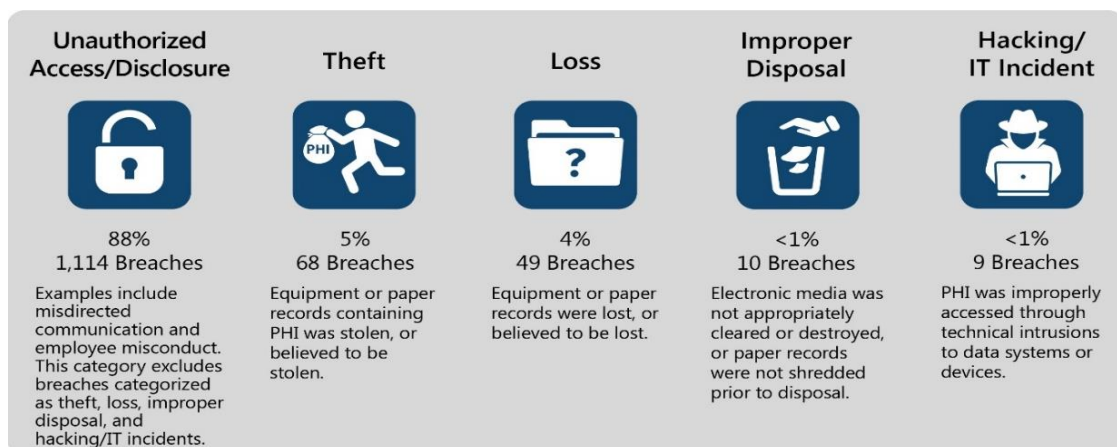 Unauthorized
Access/Disclosure
88%
1,114 Breaches
Examples include
misdirected
communication and
employee misconduct.
This category excludes
breaches categorized
as theft, loss, improper
disposal, and
hacking/IT incidents.
Theft
PHI
5%
68 Breaches
Equipment or paper
records containing
PHI was stolen, or
believed to be
stolen.
Loss
?
4%
49 Breaches
Equipment or paper
records were lost, or
believed to be lost.
Improper
Disposal
<1%
10 Breaches
Electronic media was
not appropriately
cleared or destroyed,
or paper records
were not shredded
prior to disposal.
Hacking/
IT Incident
<1%
9 Breaches
PHI was improperly
accessed through
technical intrusions
to data systems or
devices.